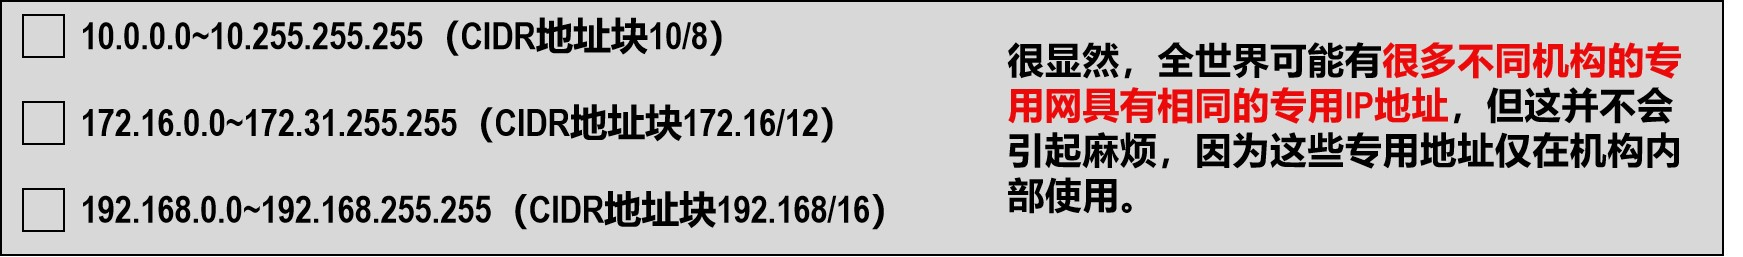 10.0.0.0~10.255.255.255（CIDR地址块10/8）
172.16.0.0~172.31.255.255（CIDR地址块172.16/12）
192.168.0.0~192.168.255.255（CIDR地址块192.168/16）
很显然，全世界可能有很多不同机构的专
用网具有相同的专用IP地址，但这并不会
引起麻烦，因为这些专用地址仅在机构内
部使用。